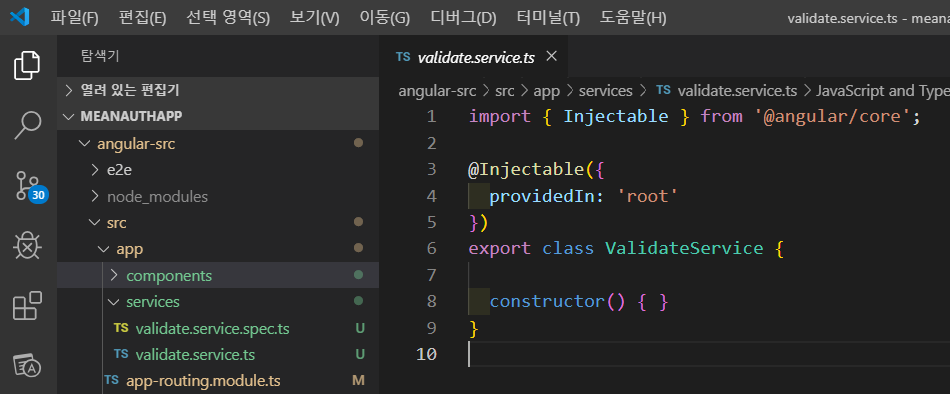 파일(F) 편집(E) 선택 영역(S) 보기(V) 이동(G) 디버그(D) 터미널(T) 도움말(H) validate.service.ts - meana
탐색기
열려 있는 편집기
MEANAUTHAPP
angular-src
e2e
node_modules
src
app
components
services
TS validate.service.spec.ts U
TS validate.service.ts U
TS app-routing.module.ts M
30
TS validate.service.ts ×
angular-src > src > app > services > TS validate.service.ts > JavaScript and Type
1 import { Injectable } from '@angular/core';
2
3 @Injectable({
4 providedIn: 'root'
5 })
6 export class ValidateService {
7
8 constructor() { }
9 }
10